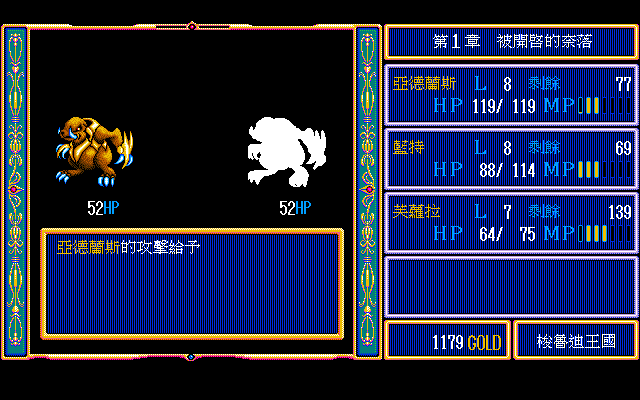 第1章 被開啓的奈落
亞德蘭斯 L 8 剩餘 77
HP 119/ 119 MP
藍特 L 8 剩餘 69
HP 88/ 114 MP
芙蘿拉 L 7 剩餘 139
HP 64/ 75 MP
52HP 52HP
亞德蘭斯的攻擊給予
1179 GOLD 梭魯迪王國